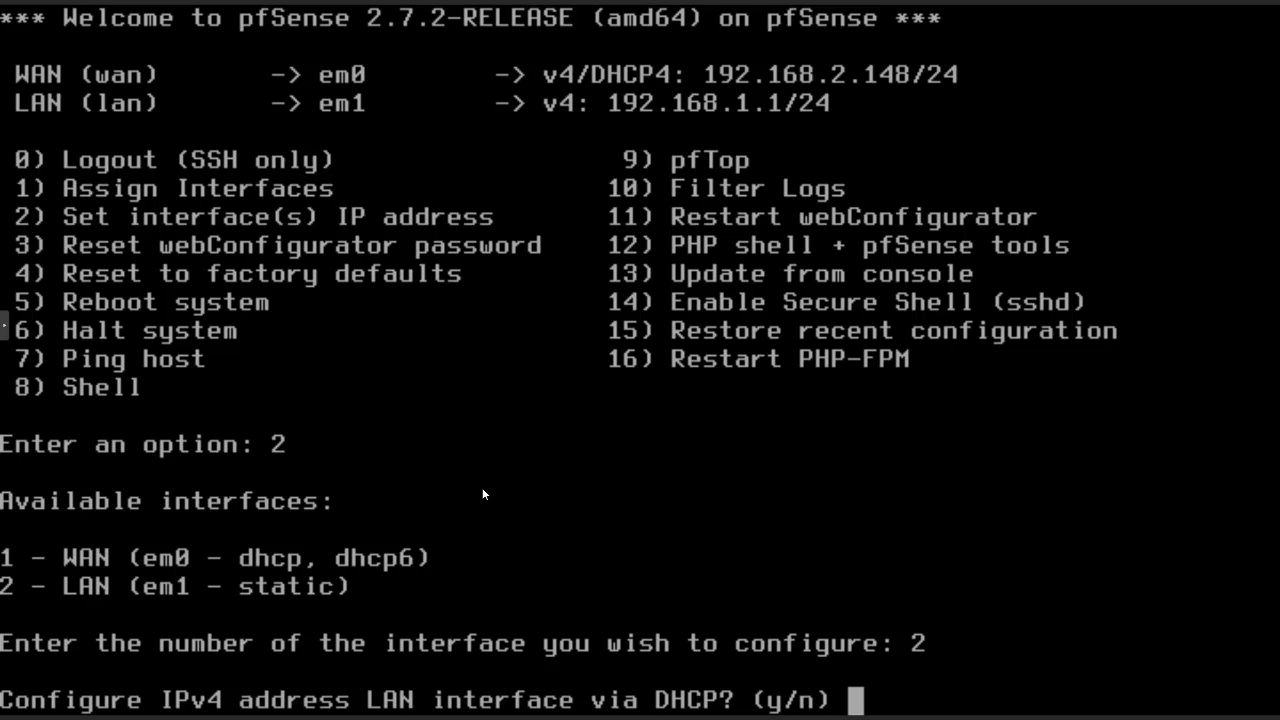 *** Welcome to pfSense 2.7.2-RELEASE (amd64) on pfSense ***
WAN (wan) -> em0 -> v4/DHCP4: 192.168.2.148/24
LAN (lan) -> em1 -> v4: 192.168.1.1/24
0) Logout (SSH only) 9) pfTop
1) Assign Interfaces 10) Filter Logs
2) Set interface(s) IP address 11) Restart webConfigurator
3) Reset webConfigurator password 12) PHP shell + pfSense tools
4) Reset to factory defaults 13) Update from console
5) Reboot system 14) Enable Secure Shell (sshd)
6) Halt system 15) Restore recent configuration
7) Ping host 16) Restart PHP-FPM
8) Shell
Enter an option: 2
Available interfaces:
1 - WAN (em0 - dhcp, dhcp6)
2 - LAN (em1 - static)
Enter the number of the interface you wish to configure: 2
Configure IPv4 address LAN interface via DHCP? (y/n)